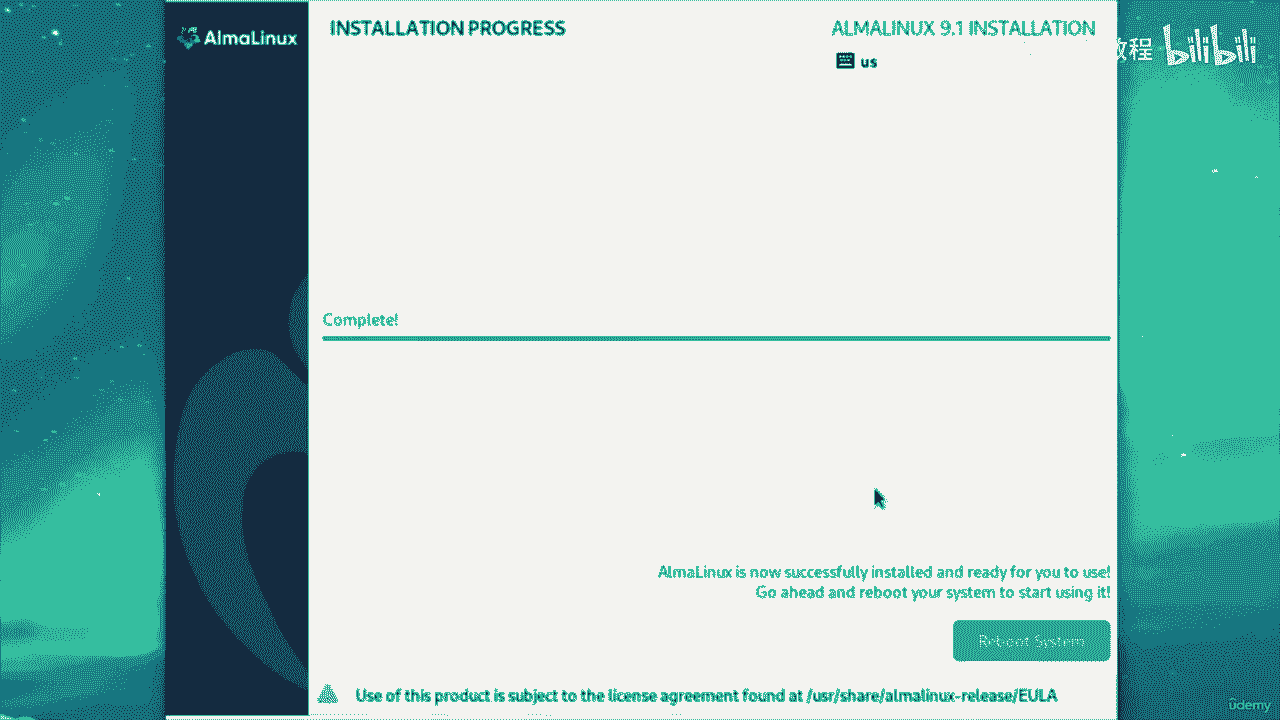 AlmaLinux
INSTALLATION PROGRESS
ALMALINUX 9.1 INSTALLATION
us
教程 bilibili
Complete!
AlmaLinux is now successfully installed and ready for you to use!
Go ahead and reboot your system to start using it!
Reboot System
Use of this product is subject to the license agreement found at /usr/share/almalinux-release/EULA
ûdemy